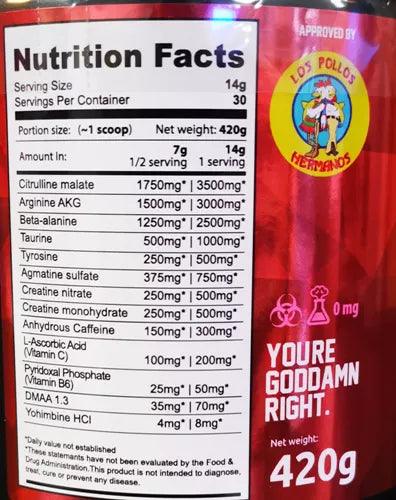 Nutrition Facts
Serving Size 14g
Servings Per Container 30
Portion size: (~1 scoop) Net weight: 420g
Amount In: 7g 1/2 serving 14g 1 serving
Citrulline malate 1750mg* | 3500mg*
Arginine AKG 1500mg* | 3000mg*
Beta-alanine 1250mg* | 2500mg*
Taurine 500mg* | 1000mg*
Tyrosine 250mg* | 500mg*
Agmatine sulfate 375mg* | 750mg*
Creatine nitrate 250mg* | 500mg*
Creatine monohydrate 250mg* | 500mg*
Anhydrous Caffeine 150mg* | 300mg*
L-Ascorbic Acid
(Vitamin C) 100mg* | 200mg*
Pyridoxal Phosphate
(Vitamin B6) 25mg* | 50mg*
DMAA 1.3 35mg* | 70mg*
Yohimbine HCl 4mg* | 8mg*
*Daily value not established
*These statemants have not been evaluated by the Food &
Drug Administration. This product is not intended to diagnose,
treat, cure or prevent any disease.
APPROVED BY
LOS POLLOS
HERMANOS
0 mg
YOURE
GODDAMN
RIGHT.
Net weight:
420g